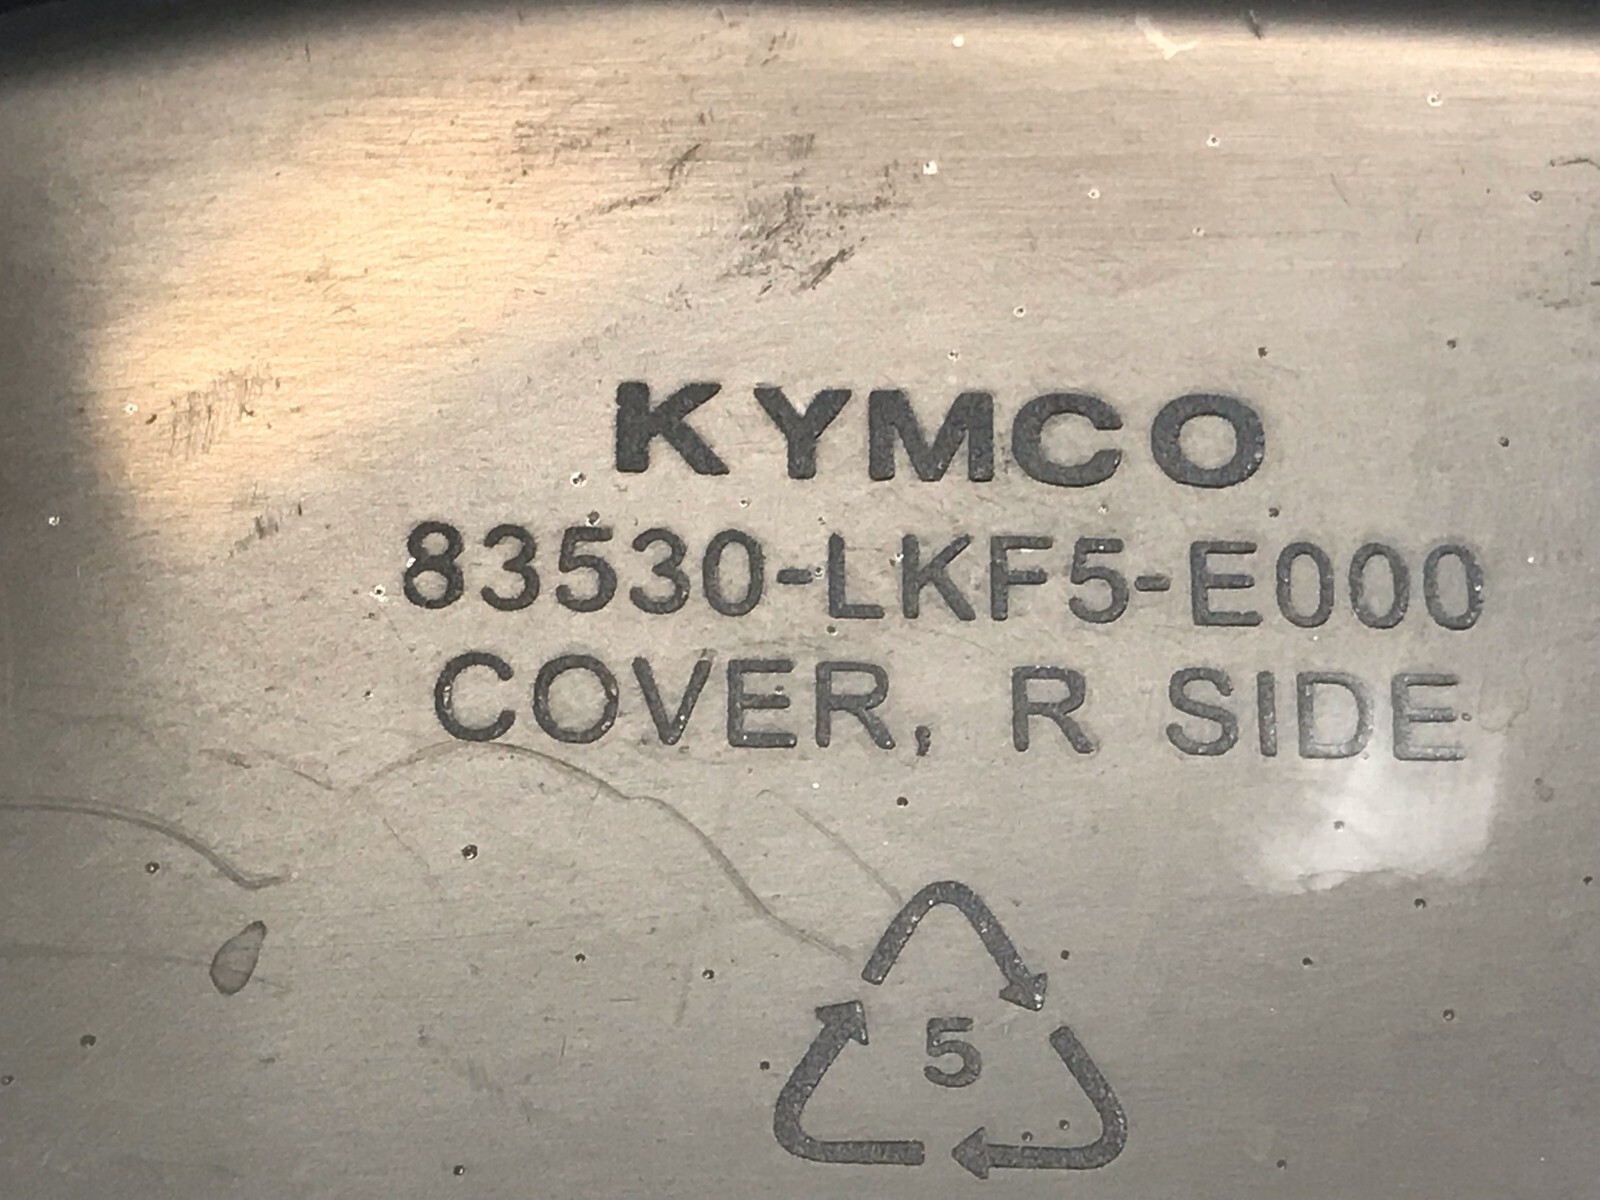 KYMCO
83530-LKF5-E000
COVER, R SIDE
5